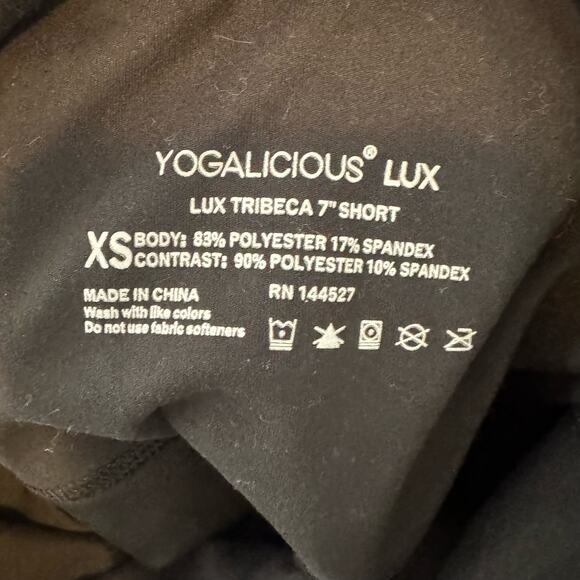 YOGALICIOUS® LUX
LUX TRIBECA 7" SHORT
XS BODY: 83% POLYESTER 17% SPANDEX
CONTRAST: 90% POLYESTER 10% SPANDEX
MADE IN CHINA RN 144527
Wash with like colors
Do not use fabric softeners